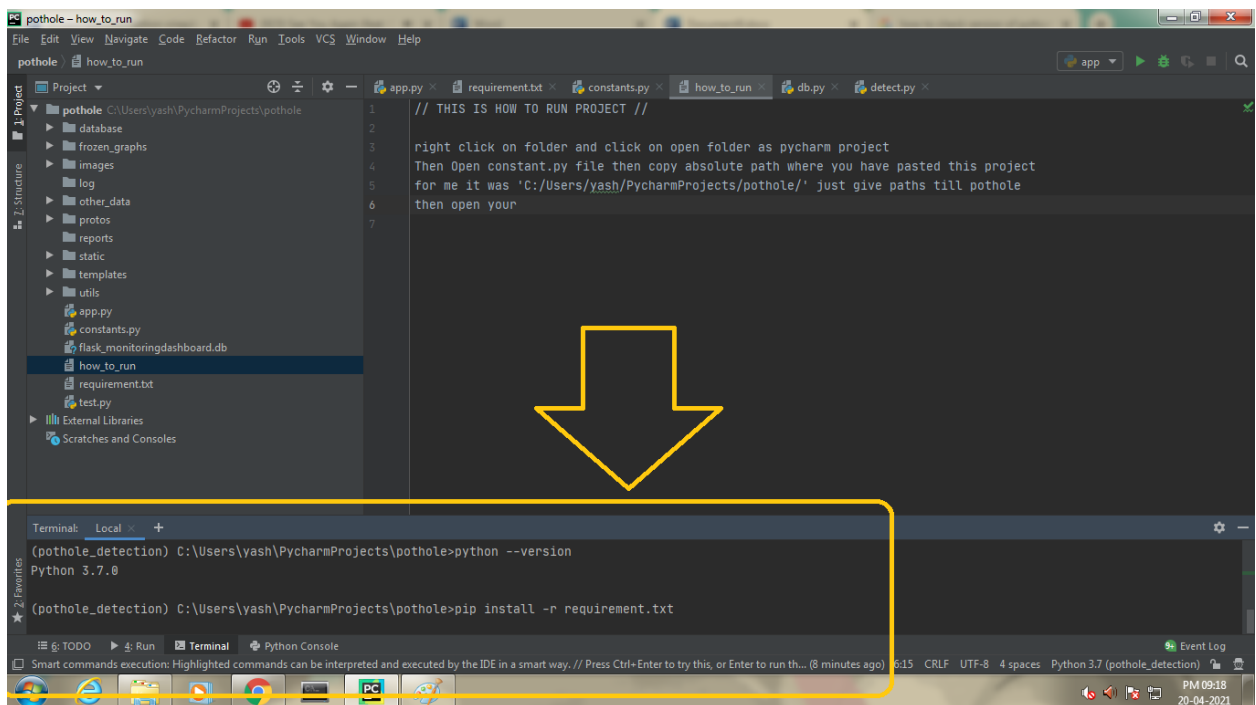 pothole – how_to_run
File Edit View Navigate Code Refactor Run Tools VCS Window Help
pothole how_to_run
app
Project
app.py
requirement.txt
constants.py
how_to_run
db.py
detect.py
1: Project
Z: Structure
2: Favorites
pothole C:\Users\yash\PycharmProjects\pothole
database
frozen_graphs
images
log
other_data
protos
reports
static
templates
utils
app.py
constants.py
flask_monitoringdashboard.db
how_to_run
requirement.txt
test.py
External Libraries
Scratches and Consoles
1 // THIS IS HOW TO RUN PROJECT //
2
3 right click on folder and click on open folder as pycharm project
4 Then Open constant.py file then copy absolute path where you have pasted this project
5 for me it was 'C:/Users/yash/PycharmProjects/pothole/' just give paths till pothole
6 then open your
7
Terminal: Local +
(pothole_detection) C:\Users\yash\PycharmProjects\pothole>python --version
Python 3.7.0
(pothole_detection) C:\Users\yash\PycharmProjects\pothole>pip install -r requirement.txt
6: TODO 4: Run Terminal Python Console
Event Log
Smart commands execution: Highlighted commands can be interpreted and executed by the IDE in a smart way. // Press Ctrl+Enter to try this, or Enter to run th... (8 minutes ago) 6:15 CRLF UTF-8 4 spaces Python 3.7 (pothole_detection)
PC
PM 09:18
20-04-2021